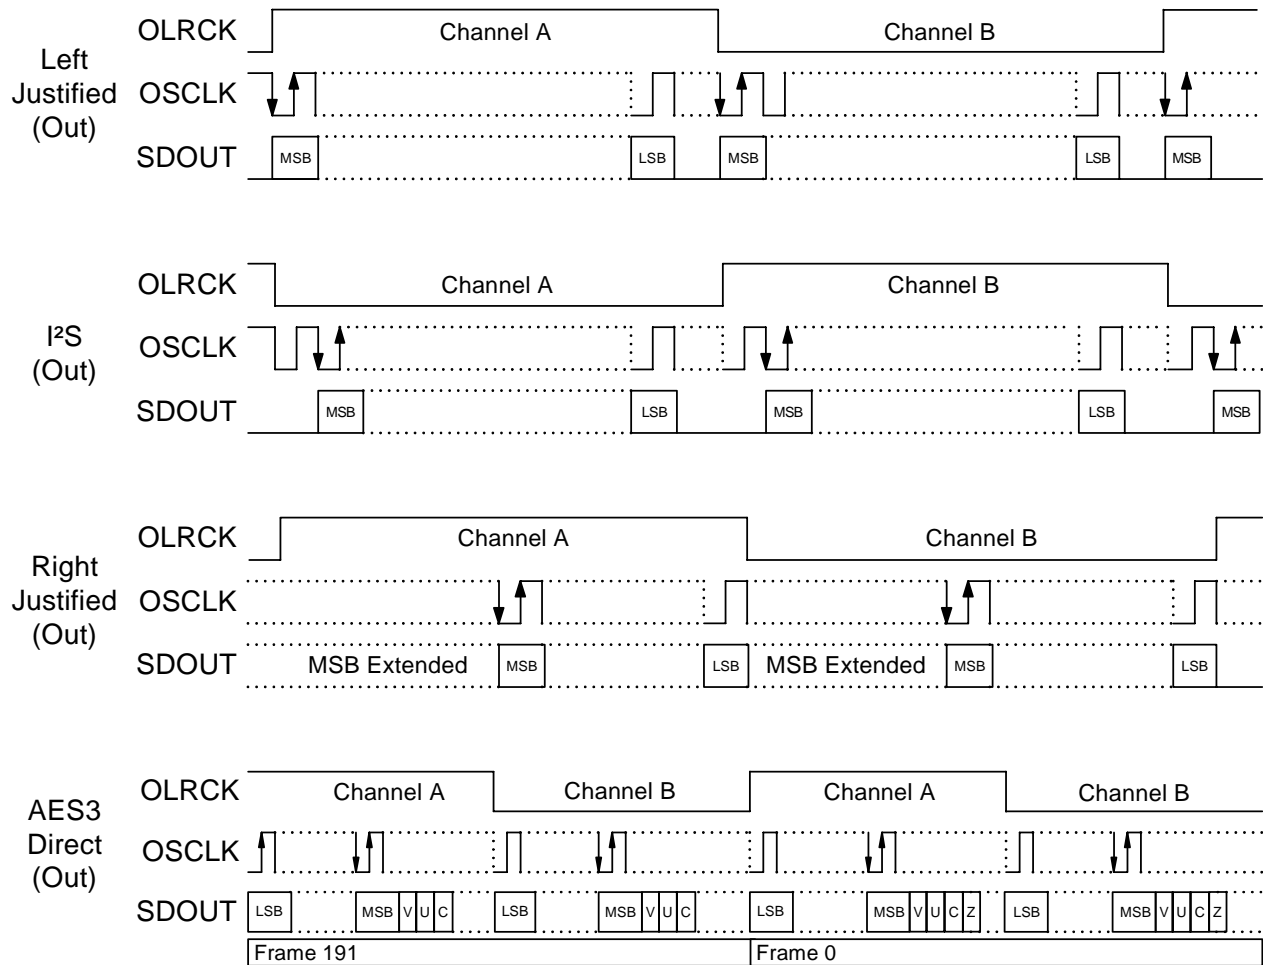 Left
Justified
(Out)
OLRCK
Channel A
Channel B
OSCLK
SDOUT
MSB
LSB
MSB
LSB
MSB
I²S
(Out)
OLRCK
Channel A
Channel B
OSCLK
SDOUT
MSB
LSB
MSB
LSB
MSB
Right
Justified
(Out)
OLRCK
Channel A
Channel B
OSCLK
SDOUT
MSB Extended
MSB
LSB
MSB Extended
MSB
LSB
AES3
Direct
(Out)
OLRCK
Channel A
Channel B
Channel A
Channel B
OSCLK
SDOUT
LSB
MSB V U C
LSB
MSB V U C
LSB
MSB V U C Z
LSB
MSB V U C Z
Frame 191
Frame 0